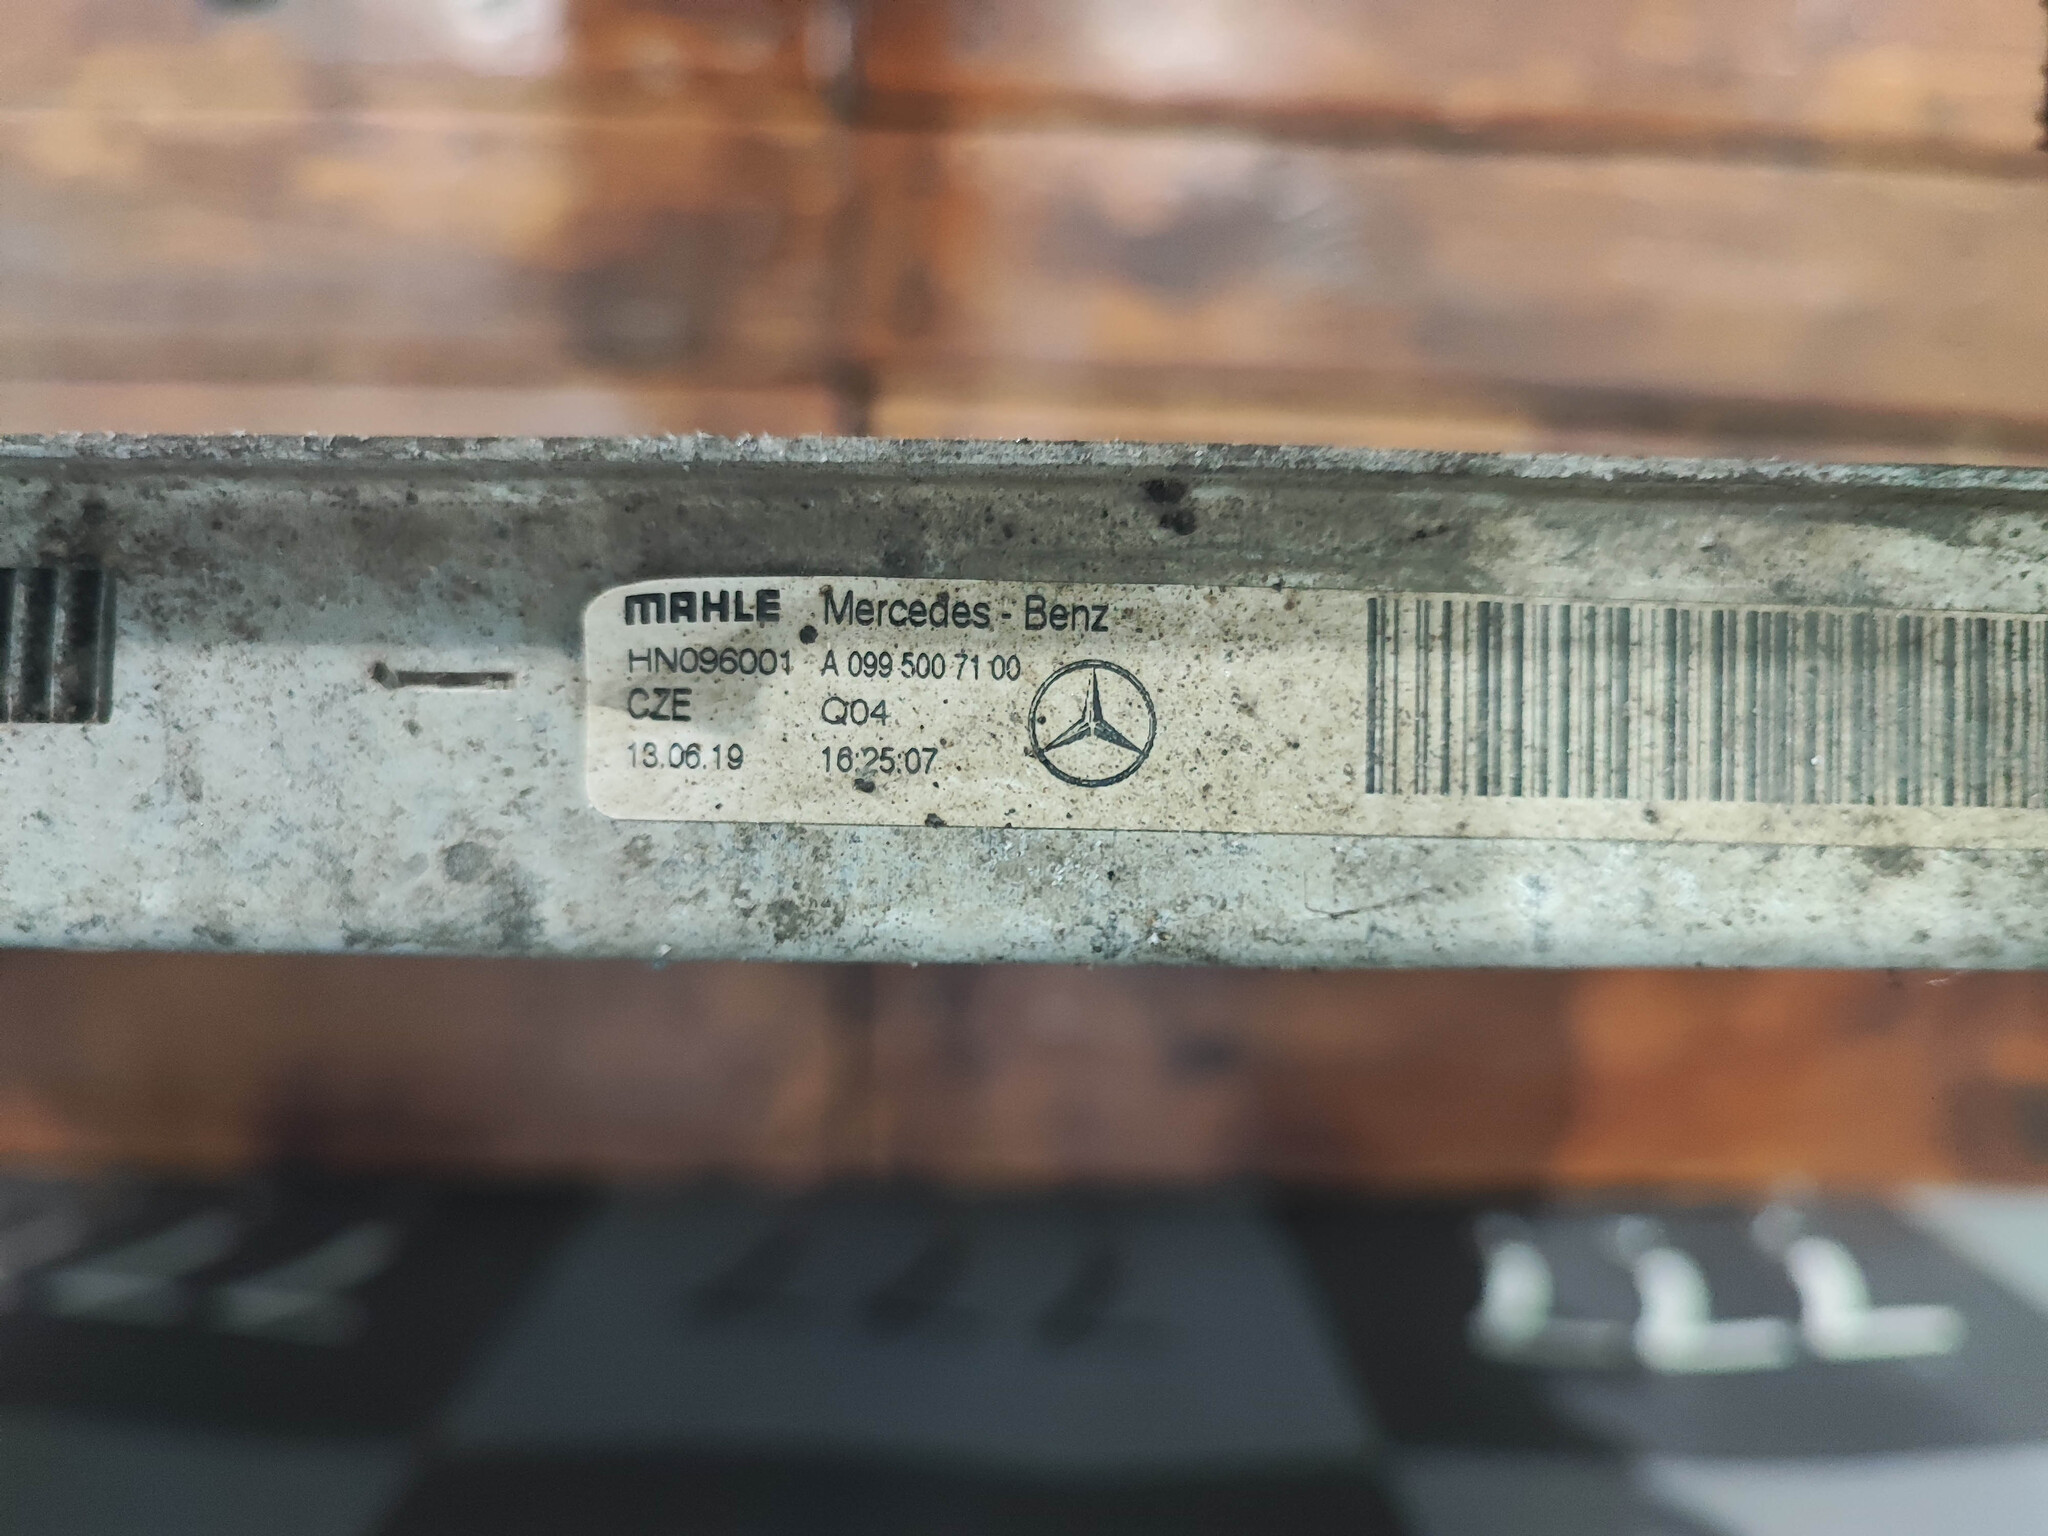 MAHLE Mercedes-Benz
HN096001 A 099 500 71 00
CZE Q04
13.06.19 16:25:07